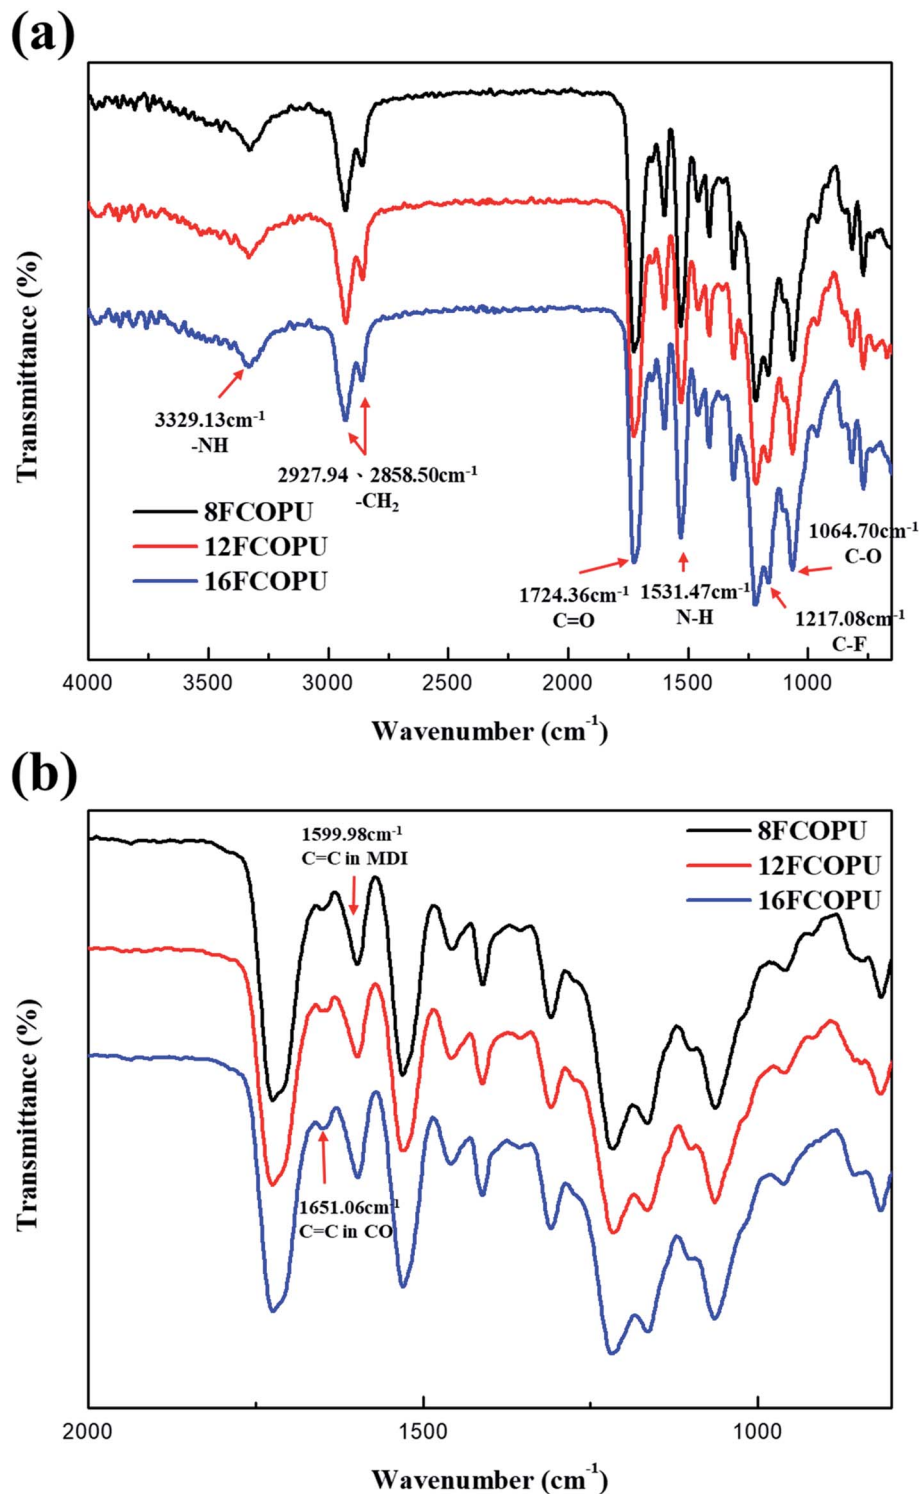 (a)
Transmittance (%)
3329.13cm⁻¹
-NH
2927.94、2858.50cm⁻¹
-CH₂
8FCOPU
12FCOPU
16FCOPU
1724.36cm⁻¹
C=O
1531.47cm⁻¹
N-H
1064.70cm⁻¹
C-O
1217.08cm⁻¹
C-F
4000 3500 3000 2500 2000 1500 1000
Wavenumber (cm⁻¹)
(b)
Transmittance (%)
1599.98cm⁻¹
C=C in MDI
8FCOPU
12FCOPU
16FCOPU
1651.06cm⁻¹
C=C in CO
2000 1500 1000
Wavenumber (cm⁻¹)